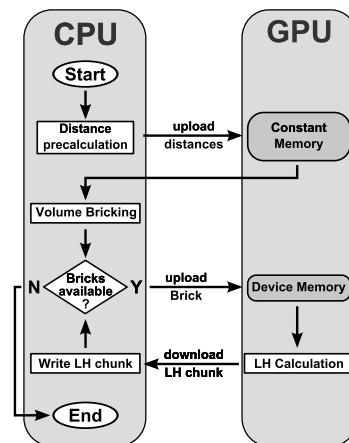 CPU
GPU
Start
Distance
precalculation
upload
distances
Constant
Memory
Volume Bricking
N
Bricks
available
?
Y
upload
Brick
Device Memory
Write LH chunk
download
LH chunk
LH Calculation
End